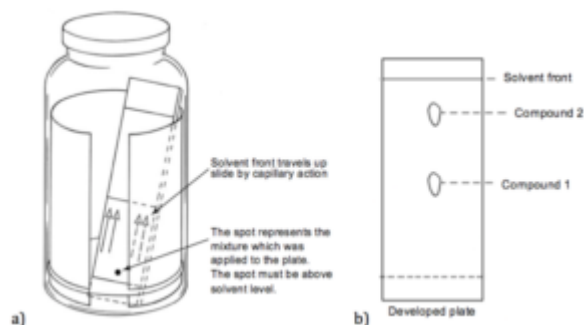 Solvent front
Compound 2
Solvent front travels up
slide by capillary action
Compound 1
The spot represents the
mixture which was
applied to the plate.
The spot must be above
solvent level.
a)
b)
Developed plate